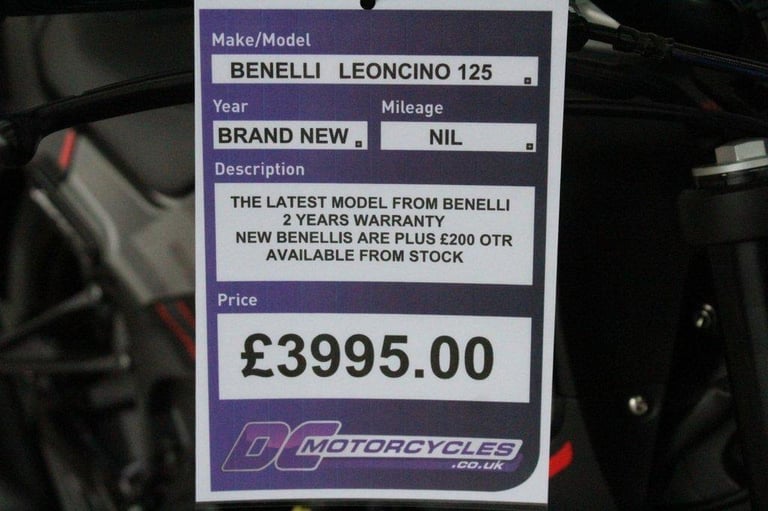 Make/Model
BENELLI LEONCINO 125
Year Mileage
BRAND NEW NIL
Description
THE LATEST MODEL FROM BENELLI
2 YEARS WARRANTY
NEW BENELLIS ARE PLUS £200 OTR
AVAILABLE FROM STOCK
Price
£3995.00
DC MOTORCYCLES
.co.uk